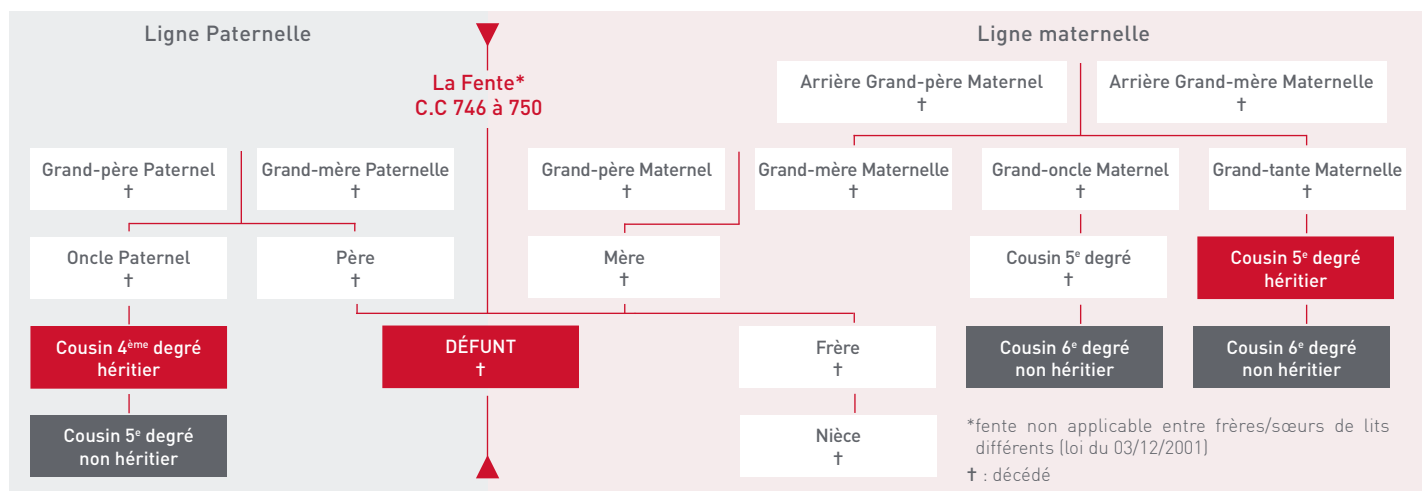 Ligne Paternelle
Ligne maternelle
La Fente*
C.C 746 à 750
Arrière Grand-père Maternel
†
Arrière Grand-mère Maternelle
†
Grand-père Paternel
†
Grand-mère Paternelle
†
Grand-père Maternel
†
Grand-mère Maternelle
†
Grand-oncle Maternel
†
Grand-tante Maternelle
†
Oncle Paternel
†
Père
†
Mère
†
Cousin 5e degré
†
Cousin 5e degré
héritier
Cousin 4ème degré
héritier
DÉFUNT
†
Frère
†
Cousin 6e degré
non héritier
Cousin 6e degré
non héritier
Cousin 5e degré
non héritier
Nièce
†
*fente non applicable entre frères/sœurs de lits
différents (loi du 03/12/2001)
† : décédé